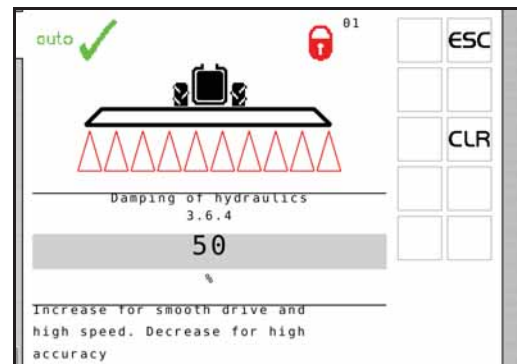 auto
01
ESC
CLR
Damping of hydraulics
3.6.4
50
%
Increase for smooth drive and
high speed. Decrease for high
accuracy